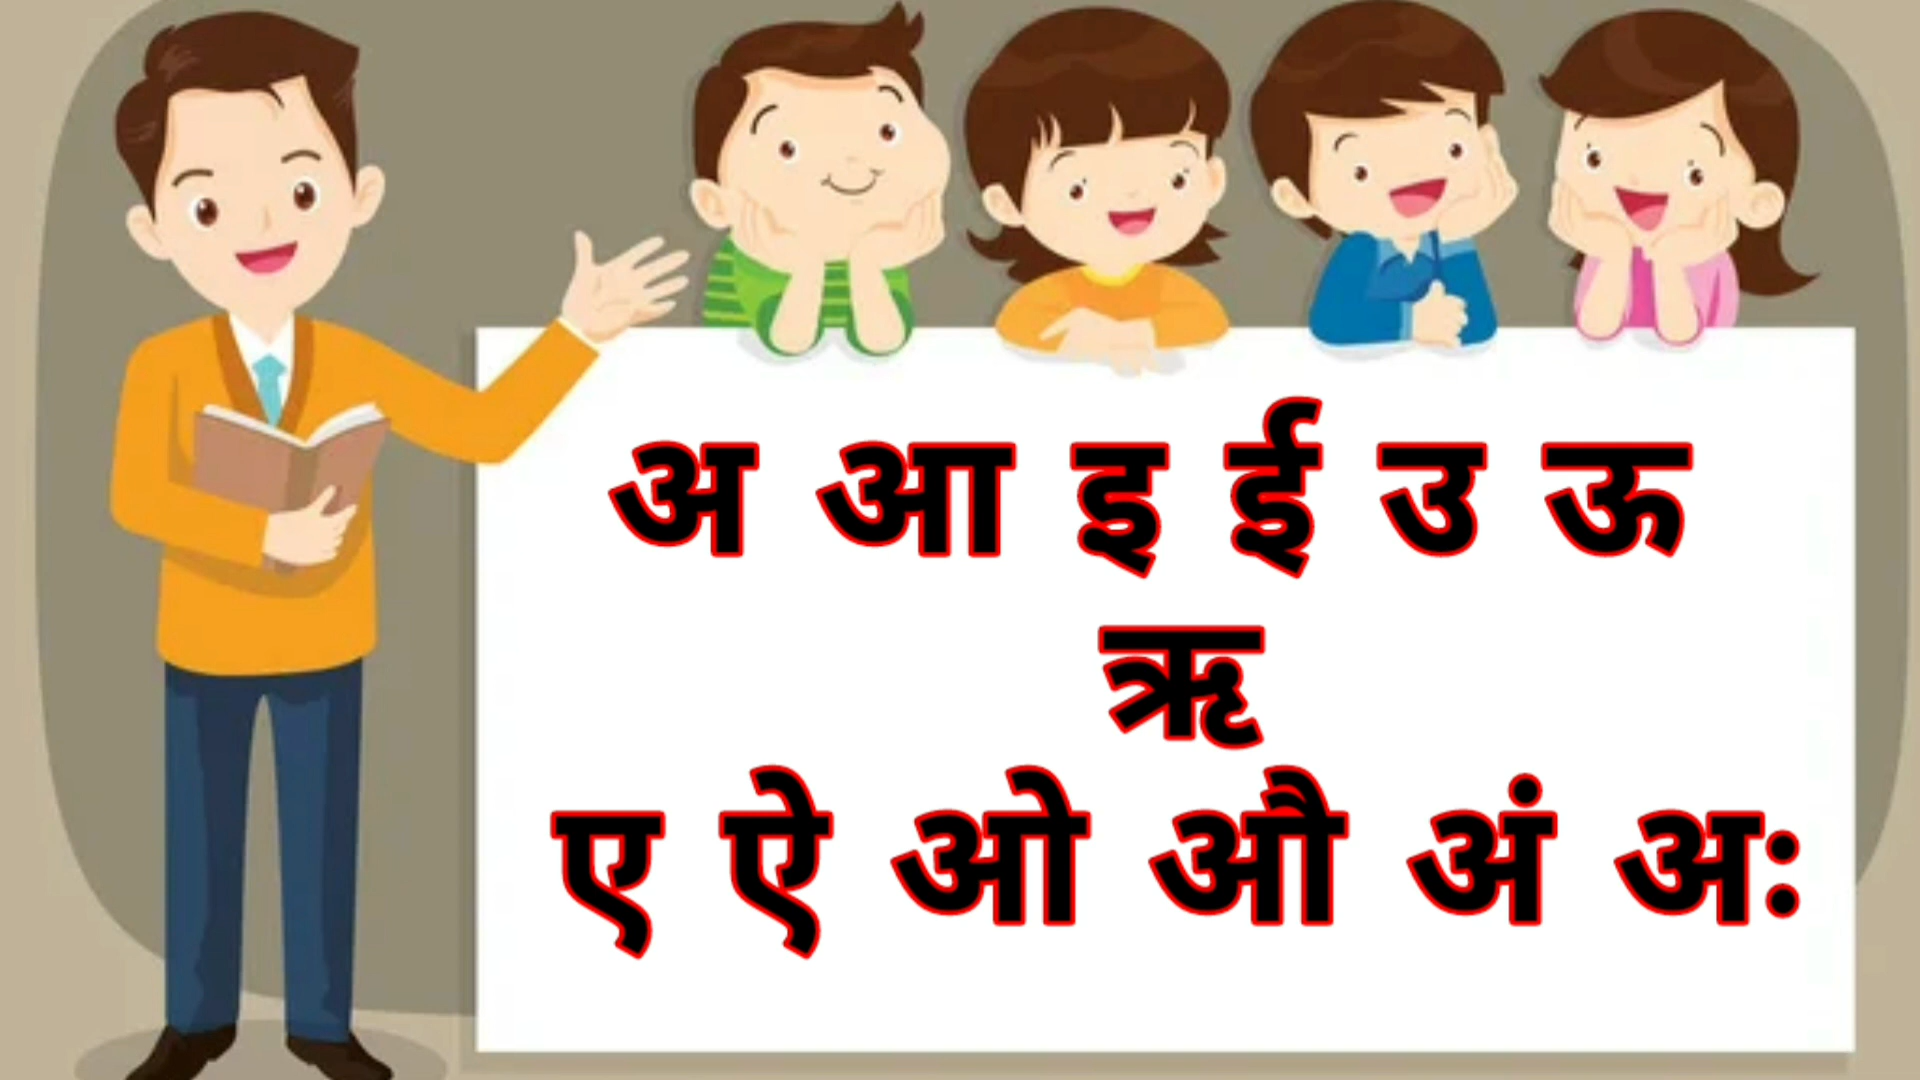 अ आ इ ई उ ऊ
ऋ
ए ऐ ओ औ अं अः